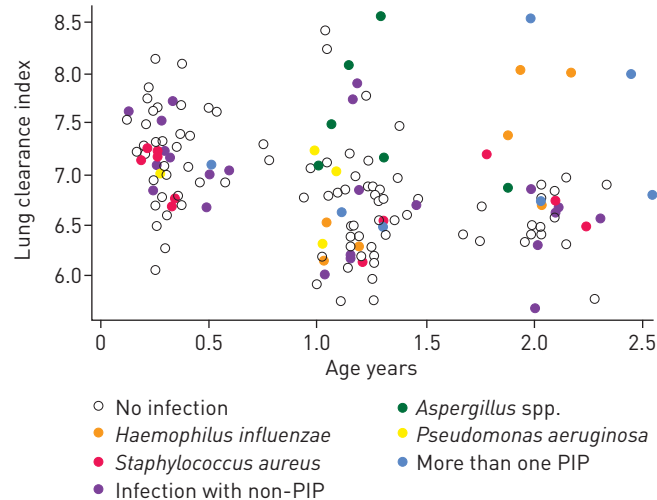 8.5
8.0
7.5
7.0
6.5
6.0
Lung clearance index
0
0.5
1.0
1.5
2.0
2.5
Age years
No infection
Haemophilus influenzae
Staphylococcus aureus
Infection with non-PIP
Aspergillus spp.
Pseudomonas aeruginosa
More than one PIP